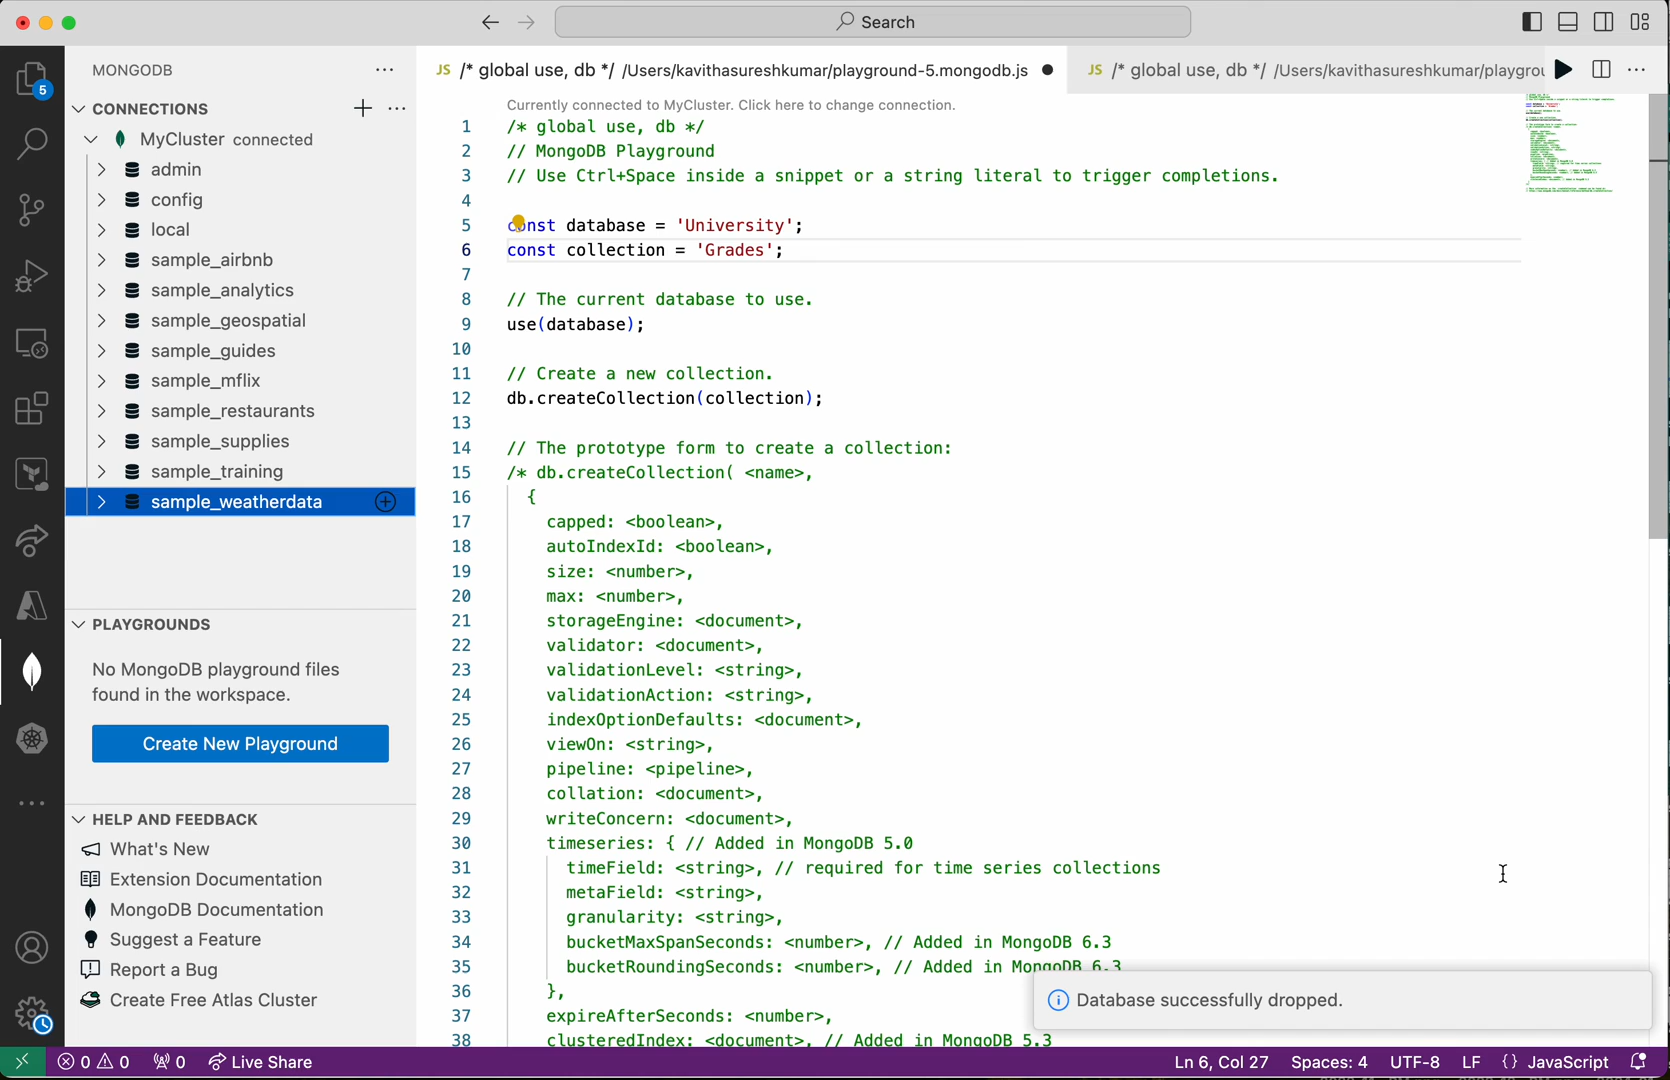 Search
5
MONGODB
CONNECTIONS
MyCluster connected
admin
config
local
sample_airbnb
sample_analytics
sample_geospatial
sample_guides
sample_mflix
sample_restaurants
sample_supplies
sample_training
sample_weatherdata
PLAYGROUNDS
No MongoDB playground files
found in the workspace.
Create New Playground
HELP AND FEEDBACK
What's New
Extension Documentation
MongoDB Documentation
Suggest a Feature
Report a Bug
Create Free Atlas Cluster
JS /* global use, db */ /Users/kavithasureshkumar/playground-5.mongodb.js
JS /* global use, db */ /Users/kavithasureshkumar/playgrou
Currently connected to MyCluster. Click here to change connection.
1 /* global use, db */
2 // MongoDB Playground
3 // Use Ctrl+Space inside a snippet or a string literal to trigger completions.
4
5 const database = 'University';
6 const collection = 'Grades';
7
8 // The current database to use.
9 use(database);
10
11 // Create a new collection.
12 db.createCollection(collection);
13
14 // The prototype form to create a collection:
15 /* db.createCollection( <name>,
16 {
17 capped: <boolean>,
18 autoIndexId: <boolean>,
19 size: <number>,
20 max: <number>,
21 storageEngine: <document>,
22 validator: <document>,
23 validationLevel: <string>,
24 validationAction: <string>,
25 indexOptionDefaults: <document>,
26 viewOn: <string>,
27 pipeline: <pipeline>,
28 collation: <document>,
29 writeConcern: <document>,
30 timeseries: { // Added in MongoDB 5.0
31 timeField: <string>, // required for time series collections
32 metaField: <string>,
33 granularity: <string>,
34 bucketMaxSpanSeconds: <number>, // Added in MongoDB 6.3
35 bucketRoundingSeconds: <number>, // Added in MongoDB 6.3
36 },
37 expireAfterSeconds: <number>,
38 clusteredIndex: <document>, // Added in MongoDB 5.3
Database successfully dropped.
0 0 0 Live Share
Ln 6, Col 27 Spaces: 4 UTF-8 LF {} JavaScript